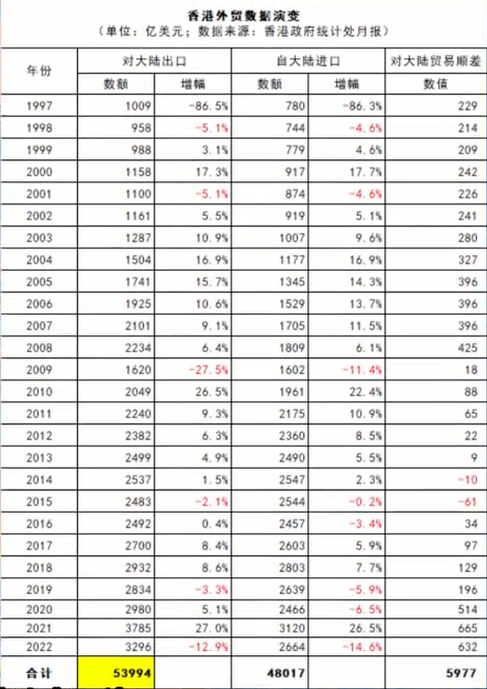 香港外贸数据演变
（单位：亿美元；数据来源：香港政府统计处月报）
年份 对大陆出口 自大陆进口 对大陆贸易顺差
数额 增幅 数额 增幅 数值
1997 1009 -86.5% 780 -86.3% 229
1998 958 -5.1% 744 -4.6% 214
1999 988 3.1% 779 4.6% 209
2000 1158 17.3% 917 17.7% 242
2001 1100 -5.1% 874 -4.6% 226
2002 1161 5.5% 919 5.1% 241
2003 1287 10.9% 1007 9.6% 280
2004 1504 16.9% 1177 16.9% 327
2005 1741 15.7% 1345 14.3% 396
2006 1925 10.6% 1529 13.7% 396
2007 2101 9.1% 1705 11.5% 396
2008 2234 6.4% 1809 6.1% 425
2009 1620 -27.5% 1602 -11.4% 18
2010 2049 26.5% 1961 22.4% 88
2011 2240 9.3% 2175 10.9% 65
2012 2382 6.3% 2360 8.5% 22
2013 2499 4.9% 2490 5.5% 9
2014 2537 1.5% 2547 2.3% -10
2015 2483 -2.1% 2544 -0.2% -61
2016 2492 0.4% 2457 -3.4% 34
2017 2700 8.4% 2603 5.9% 97
2018 2932 8.6% 2803 7.7% 129
2019 2834 -3.3% 2639 -5.9% 196
2020 2980 5.1% 2466 -6.5% 514
2021 3785 27.0% 3120 26.5% 665
2022 3296 -12.9% 2664 -14.6% 632
合计 53994 48017 5977